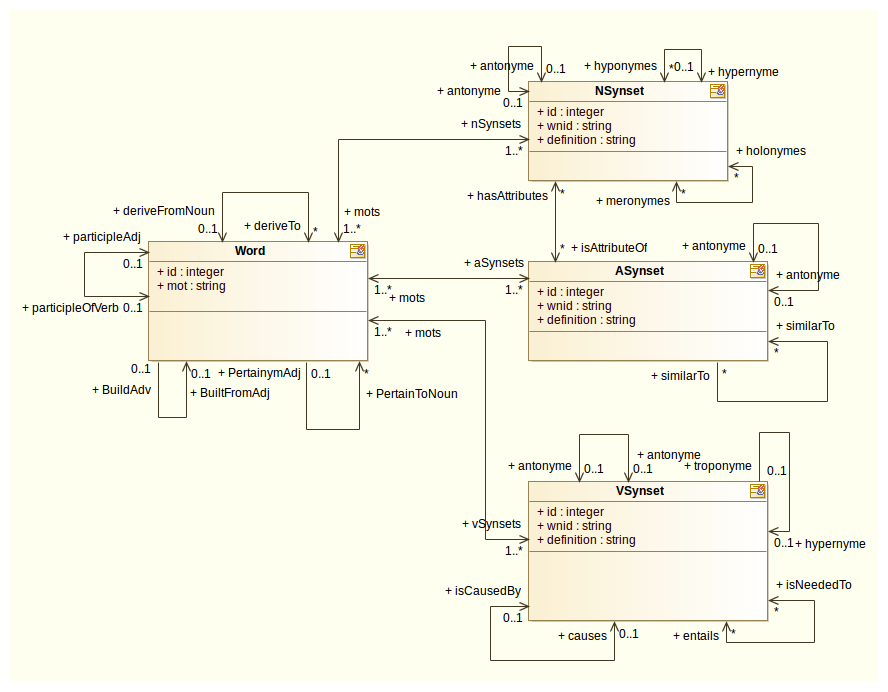 + antonyme
0..1
+ hyponymes
*
0..1
+ hypernyme
+ antonyme
0..1
NSynset
+ id : integer
+ wnid : string
+ definition : string
+ nSynsets
1..*
+ holonymes
*
+ hasAttributes
*
+ meronymes
*
+ deriveFromNoun
0..1
+ deriveTo
*
+ mots
1..*
+ participleAdj
0..1
Word
+ id : integer
+ mot : string
+ participleOfVerb
0..1
* + isAttributeOf
+ antonyme
0..1
+ aSynsets
1..*
1..*
+ mots
ASynset
+ id : integer
+ wnid : string
+ definition : string
+ antonyme
0..1
+ similarTo
*
+ similarTo
*
1..*
+ mots
0..1
+ BuildAdv
0..1
+ BuiltFromAdj
+ PertainymAdj
0..1
*
+ PertainToNoun
+ antonyme
0..1
+ antonyme
0..1
+ troponyme
0..1
VSynset
+ id : integer
+ wnid : string
+ definition : string
+ vSynsets
1..*
0..1 + hypernyme
+ isCausedBy
0..1
+ isNeededTo
*
+ causes
0..1
+ entails
*